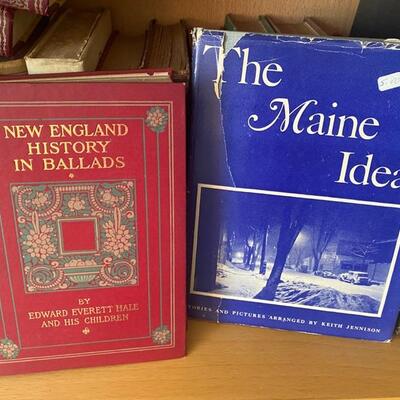 NEW ENGLAND
HISTORY
IN BALLADS
BY
EDWARD EVERETT HALE
AND HIS CHILDREN
The
Maine
Idea
TORIES AND PICTURES ARRANGED BY KEITH JENNISON